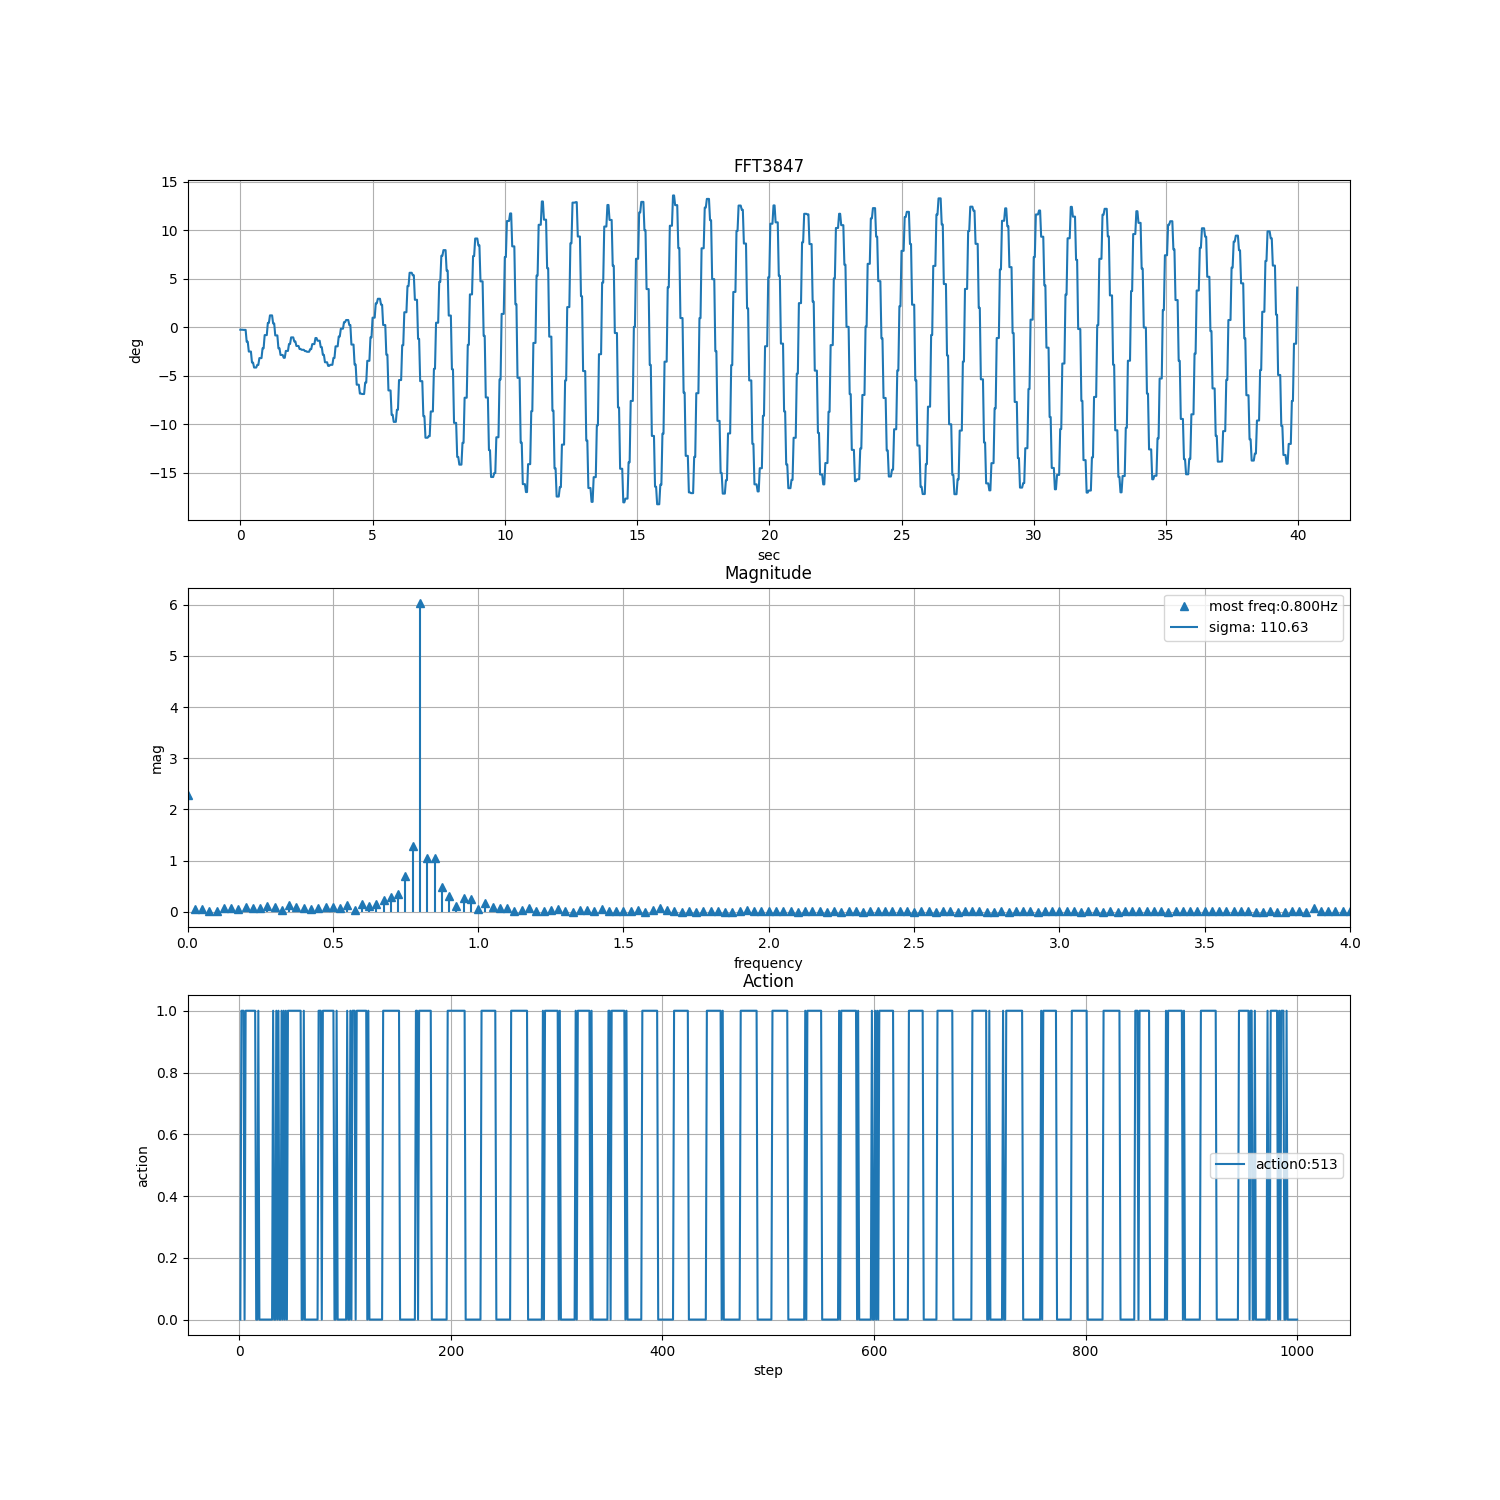 FFT3847
15
10
5
0
−5
−10
−15
deg
0 5 10 15 20 25 30 35 40
sec
Magnitude
most freq:0.800Hz
sigma: 110.63
6
5
4
3
2
1
0
mag
0.0 0.5 1.0 1.5 2.0 2.5 3.0 3.5 4.0
frequency
Action
1.0
0.8
0.6
0.4
0.2
0.0
action
action0:513
0 200 400 600 800 1000
step